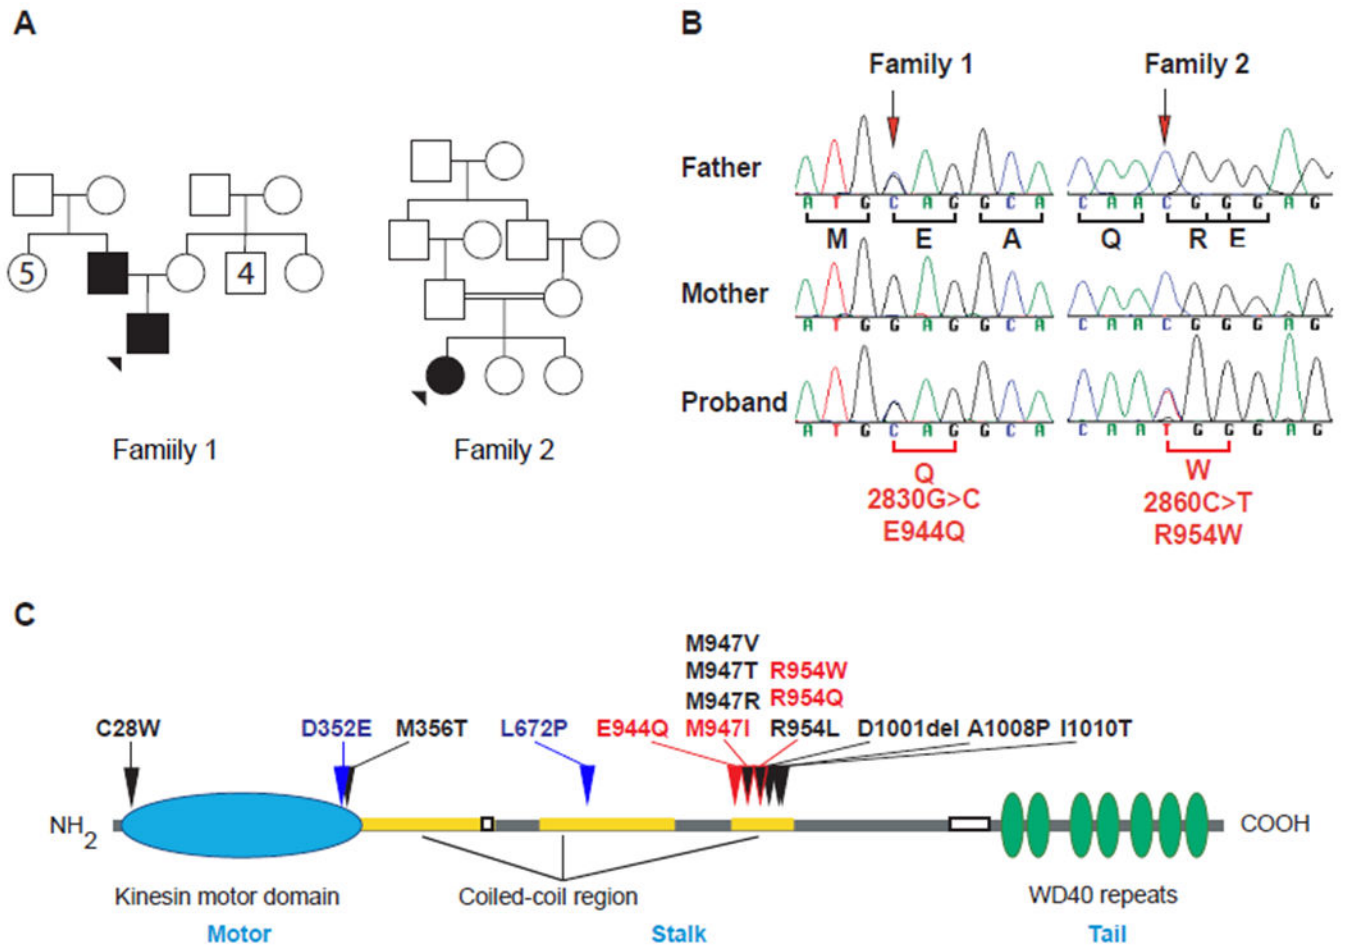 A
5
4
Famiily 1
Family 2
B
Family 1
Family 2
Father
A T G C A G G C A
C A A C G G G A G
M E A
Q R E
Mother
A T G G A G G C A
C A A C G G G A G
Proband
A T G C A G G C A
C A A T G G G A G
Q
2830G>C
E944Q
W
2860C>T
R954W
C
M947V
M947T R954W
M947R R954Q
C28W D352E M356T L672P E944Q M947I R954L D1001del A1008P I1010T
NH2
COOH
Kinesin motor domain
Coiled-coil region
WD40 repeats
Motor
Stalk
Tail